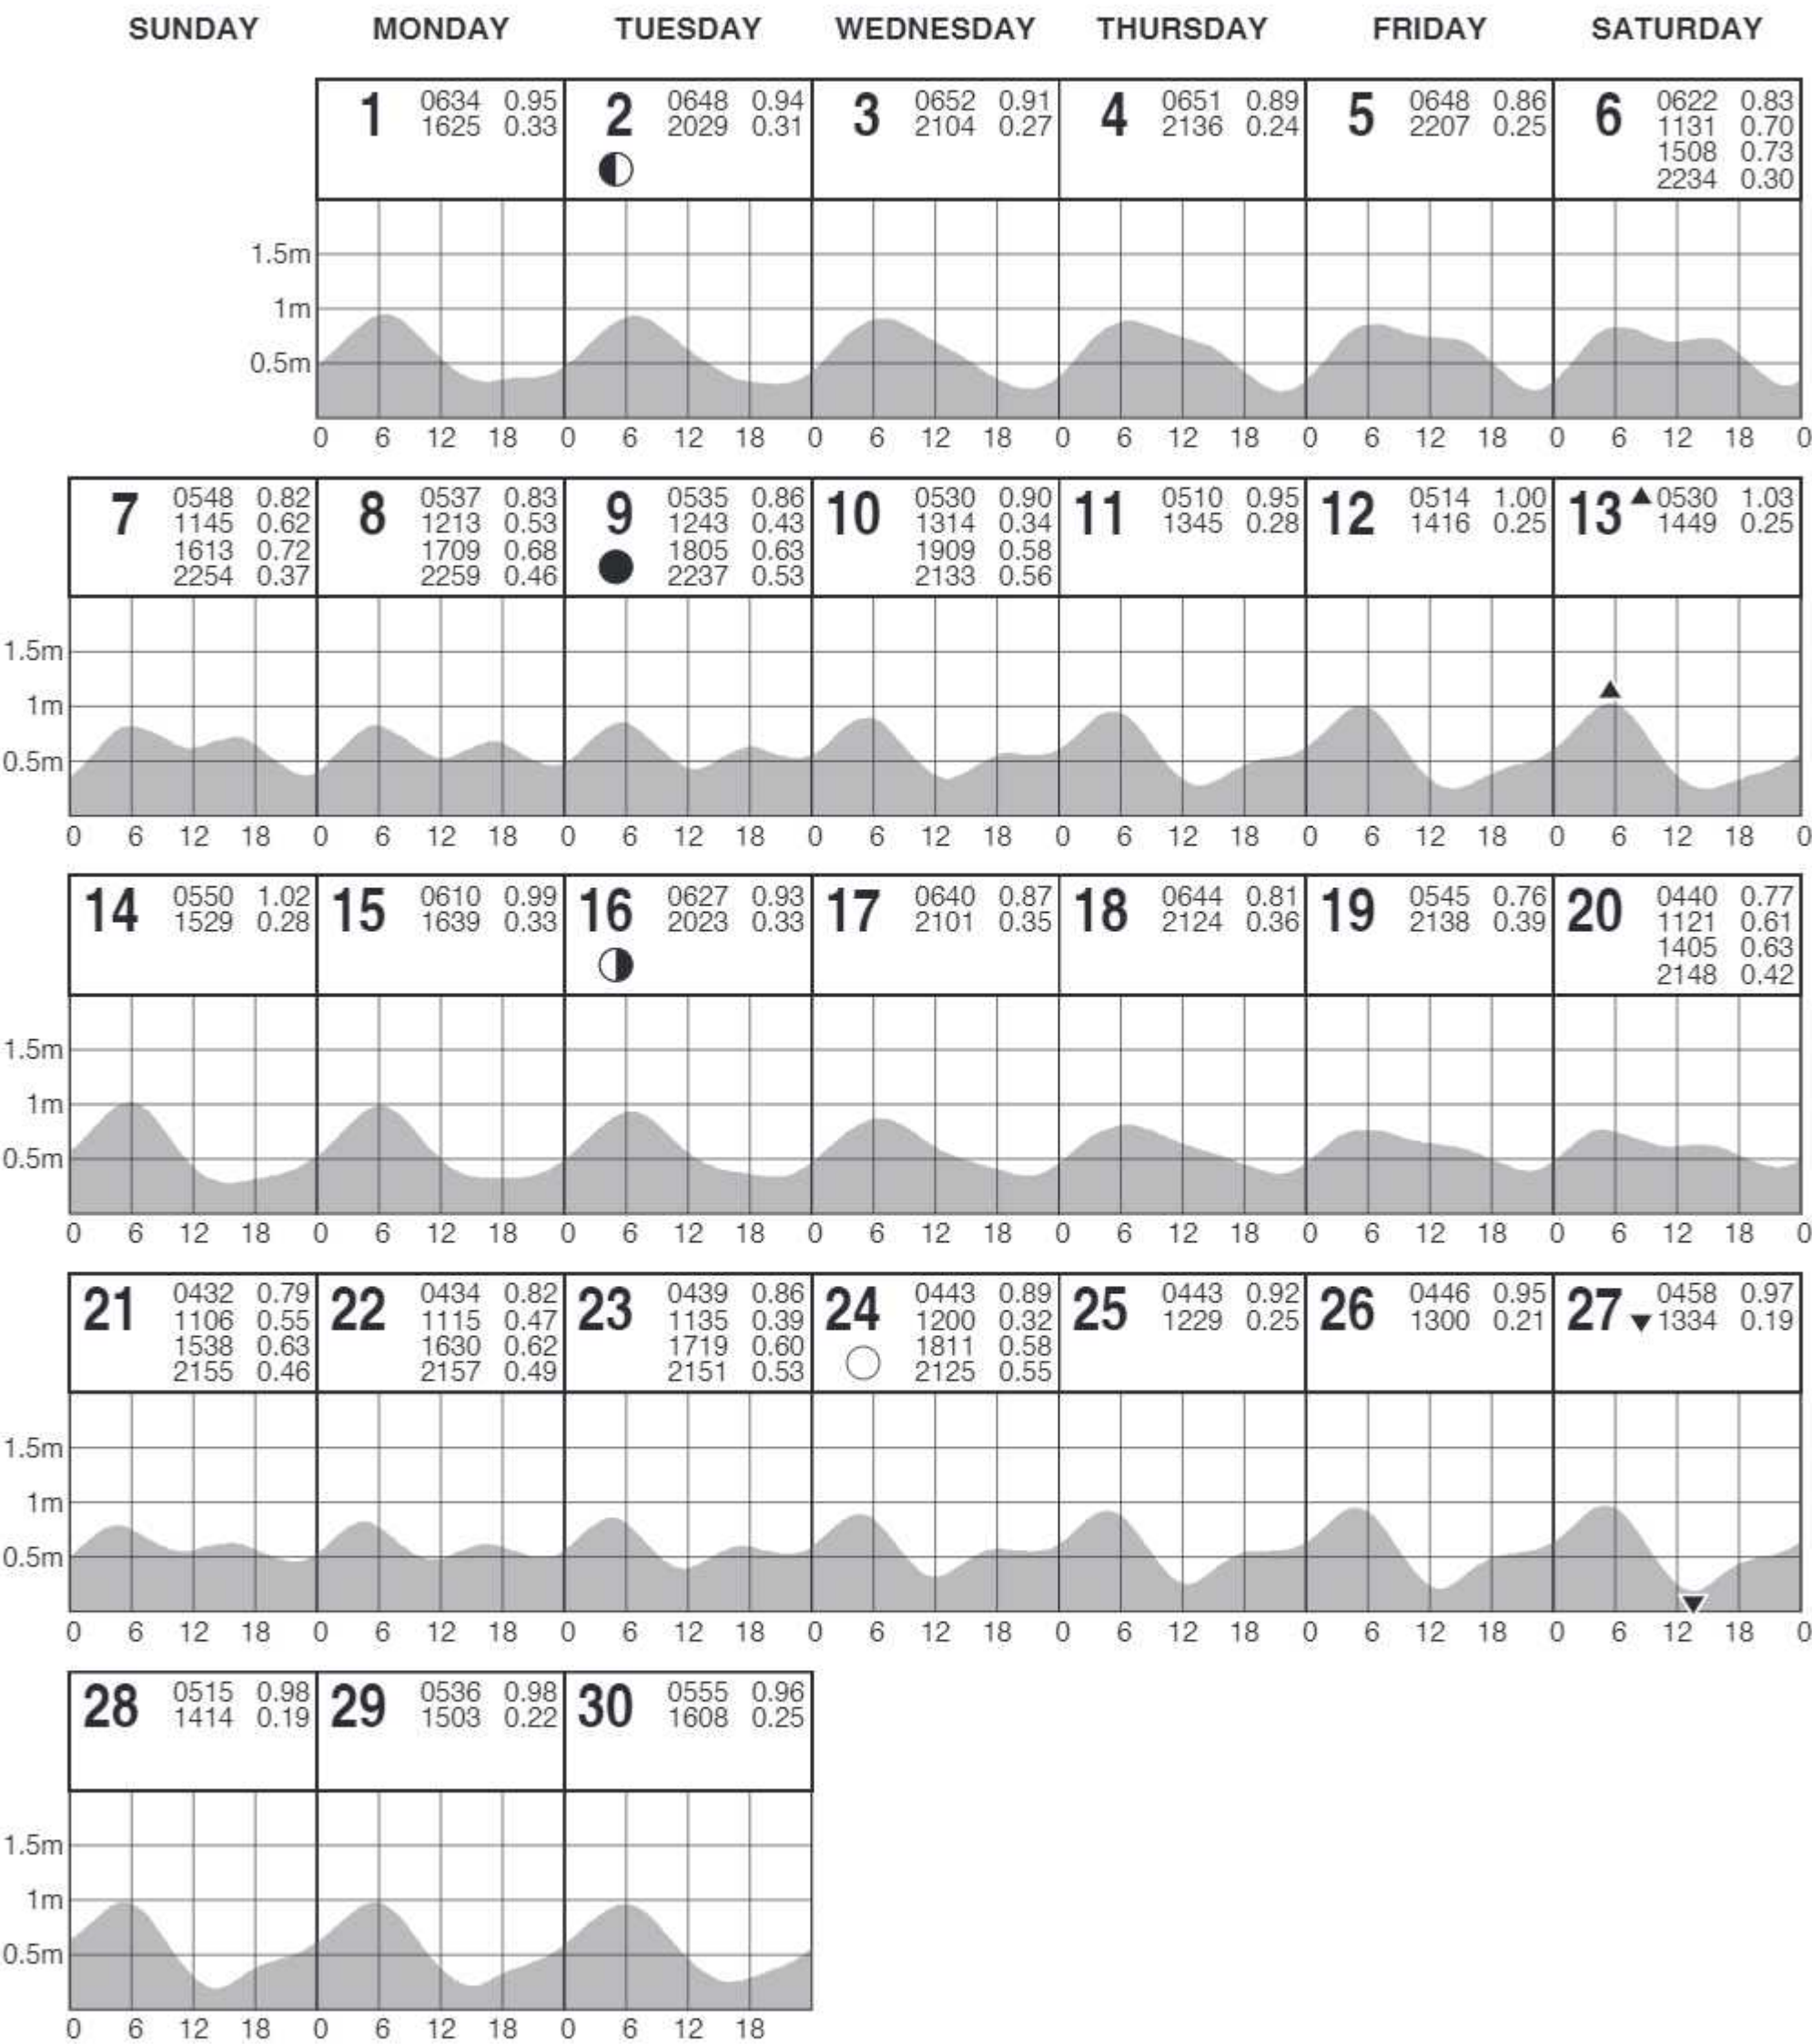 SUNDAY MONDAY TUESDAY WEDNESDAY THURSDAY FRIDAY SATURDAY
1 0634 0.95
1625 0.33
2 0648 0.94
2029 0.31
3 0652 0.91
2104 0.27
4 0651 0.89
2136 0.24
5 0648 0.86
2207 0.25
6 0622 0.83
1131 0.70
1508 0.73
2234 0.30
1.5m
1m
0.5m
0 6 12 18 0 6 12 18 0 6 12 18 0 6 12 18 0 6 12 18 0 6 12 18 0
7 0548 0.82
1145 0.62
1613 0.72
2254 0.37
8 0537 0.83
1213 0.53
1709 0.68
2259 0.46
9 0535 0.86
1243 0.43
1805 0.63
2237 0.53
10 0530 0.90
1314 0.34
1909 0.58
2133 0.56
11 0510 0.95
1345 0.28
12 0514 1.00
1416 0.25
13 ▲ 0530 1.03
1449 0.25
1.5m
1m
0.5m
0 6 12 18 0 6 12 18 0 6 12 18 0 6 12 18 0 6 12 18 0 6 12 18 0 6 12 18 0
14 0550 1.02
1529 0.28
15 0610 0.99
1639 0.33
16 0627 0.93
2023 0.33
17 0640 0.87
2101 0.35
18 0644 0.81
2124 0.36
19 0545 0.76
2138 0.39
20 0440 0.77
1121 0.61
1405 0.63
2148 0.42
1.5m
1m
0.5m
0 6 12 18 0 6 12 18 0 6 12 18 0 6 12 18 0 6 12 18 0 6 12 18 0 6 12 18 0
21 0432 0.79
1106 0.55
1538 0.63
2155 0.46
22 0434 0.82
1115 0.47
1630 0.62
2157 0.49
23 0439 0.86
1135 0.39
1719 0.60
2151 0.53
24 0443 0.89
1200 0.32
1811 0.58
2125 0.55
25 0443 0.92
1229 0.25
26 0446 0.95
1300 0.21
27 0458 0.97
▼ 1334 0.19
1.5m
1m
0.5m
0 6 12 18 0 6 12 18 0 6 12 18 0 6 12 18 0 6 12 18 0 6 12 18 0 6 12 18 0
28 0515 0.98
1414 0.19
29 0536 0.98
1503 0.22
30 0555 0.96
1608 0.25
1.5m
1m
0.5m
0 6 12 18 0 6 12 18 0 6 12 18